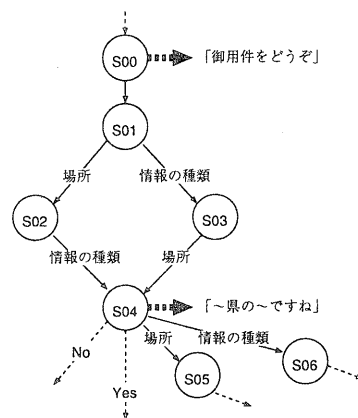 S00
「御用件をどうぞ」
S01
場所
情報の種類
S02
S03
情報の種類
場所
S04
「～県の～ですね」
No
場所
情報の種類
Yes
S05
S06